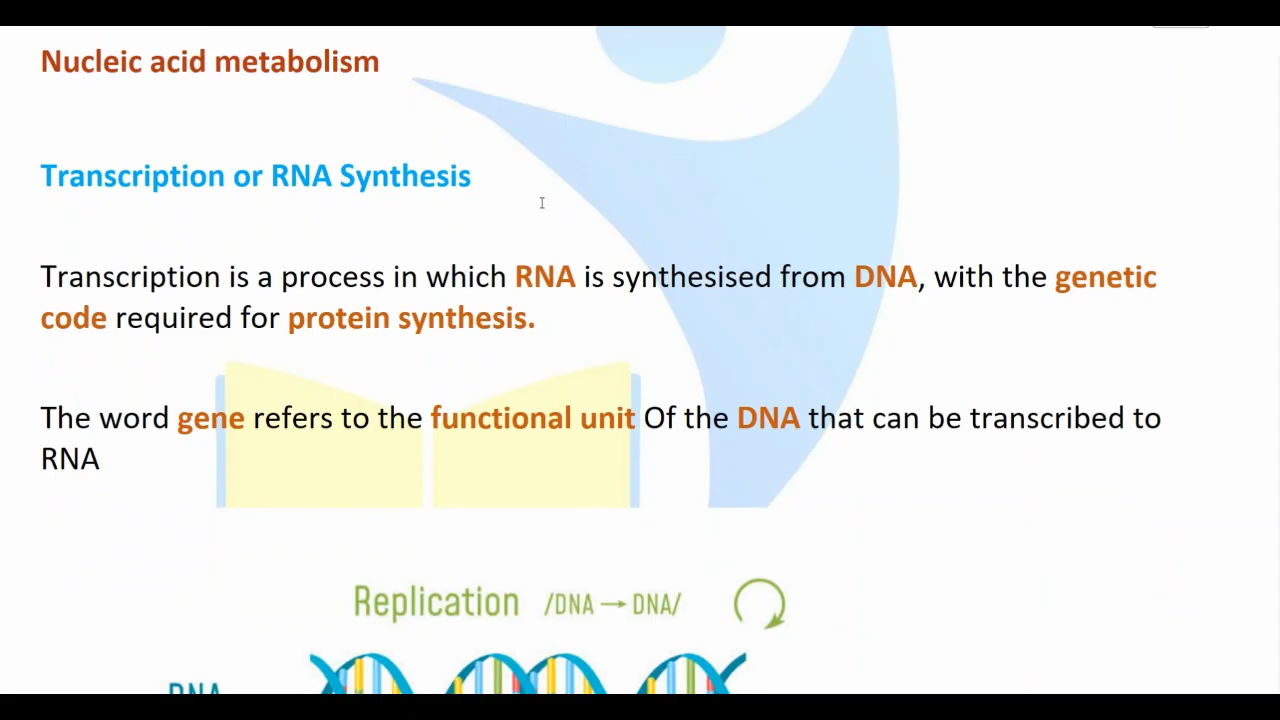 Nucleic acid metabolism
Transcription or RNA Synthesis
Transcription is a process in which RNA is synthesised from DNA, with the genetic
code required for protein synthesis.
The word gene refers to the functional unit Of the DNA that can be transcribed to
RNA
Replication /DNA → DNA/
DNA